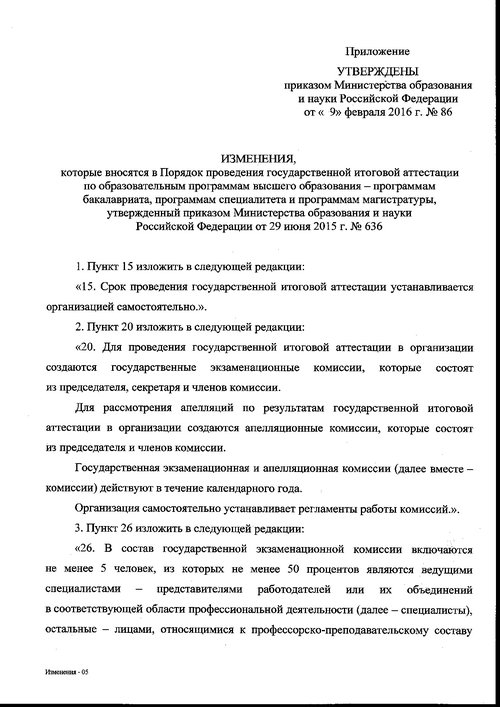 Приложение
УТВЕРЖДЕНЫ
приказом Министерства образования
и науки Российской Федерации
от « 9» февраля 2016 г. № 86
ИЗМЕНЕНИЯ,
которые вносятся в Порядок проведения государственной итоговой аттестации
по образовательным программам высшего образования – программам
бакалавриата, программам специалитета и программам магистратуры,
утвержденный приказом Министерства образования и науки
Российской Федерации от 29 июня 2015 г. № 636
1. Пункт 15 изложить в следующей редакции:
«15. Срок проведения государственной итоговой аттестации устанавливается
организацией самостоятельно.».
2. Пункт 20 изложить в следующей редакции:
«20. Для проведения государственной итоговой аттестации в организации
создаются государственные экзаменационные комиссии, которые состоят
из председателя, секретаря и членов комиссии.
Для рассмотрения апелляций по результатам государственной итоговой
аттестации в организации создаются апелляционные комиссии, которые состоят
из председателя и членов комиссии.
Государственная экзаменационная и апелляционная комиссии (далее вместе –
комиссии) действуют в течение календарного года.
Организация самостоятельно устанавливает регламенты работы комиссий.».
3. Пункт 26 изложить в следующей редакции:
«26. В состав государственной экзаменационной комиссии включаются
не менее 5 человек, из которых не менее 50 процентов являются ведущими
специалистами – представителями работодателей или их объединений
в соответствующей области профессиональной деятельности (далее – специалисты),
остальные – лицами, относящимися к профессорско-преподавательскому составу
Изменения - 05